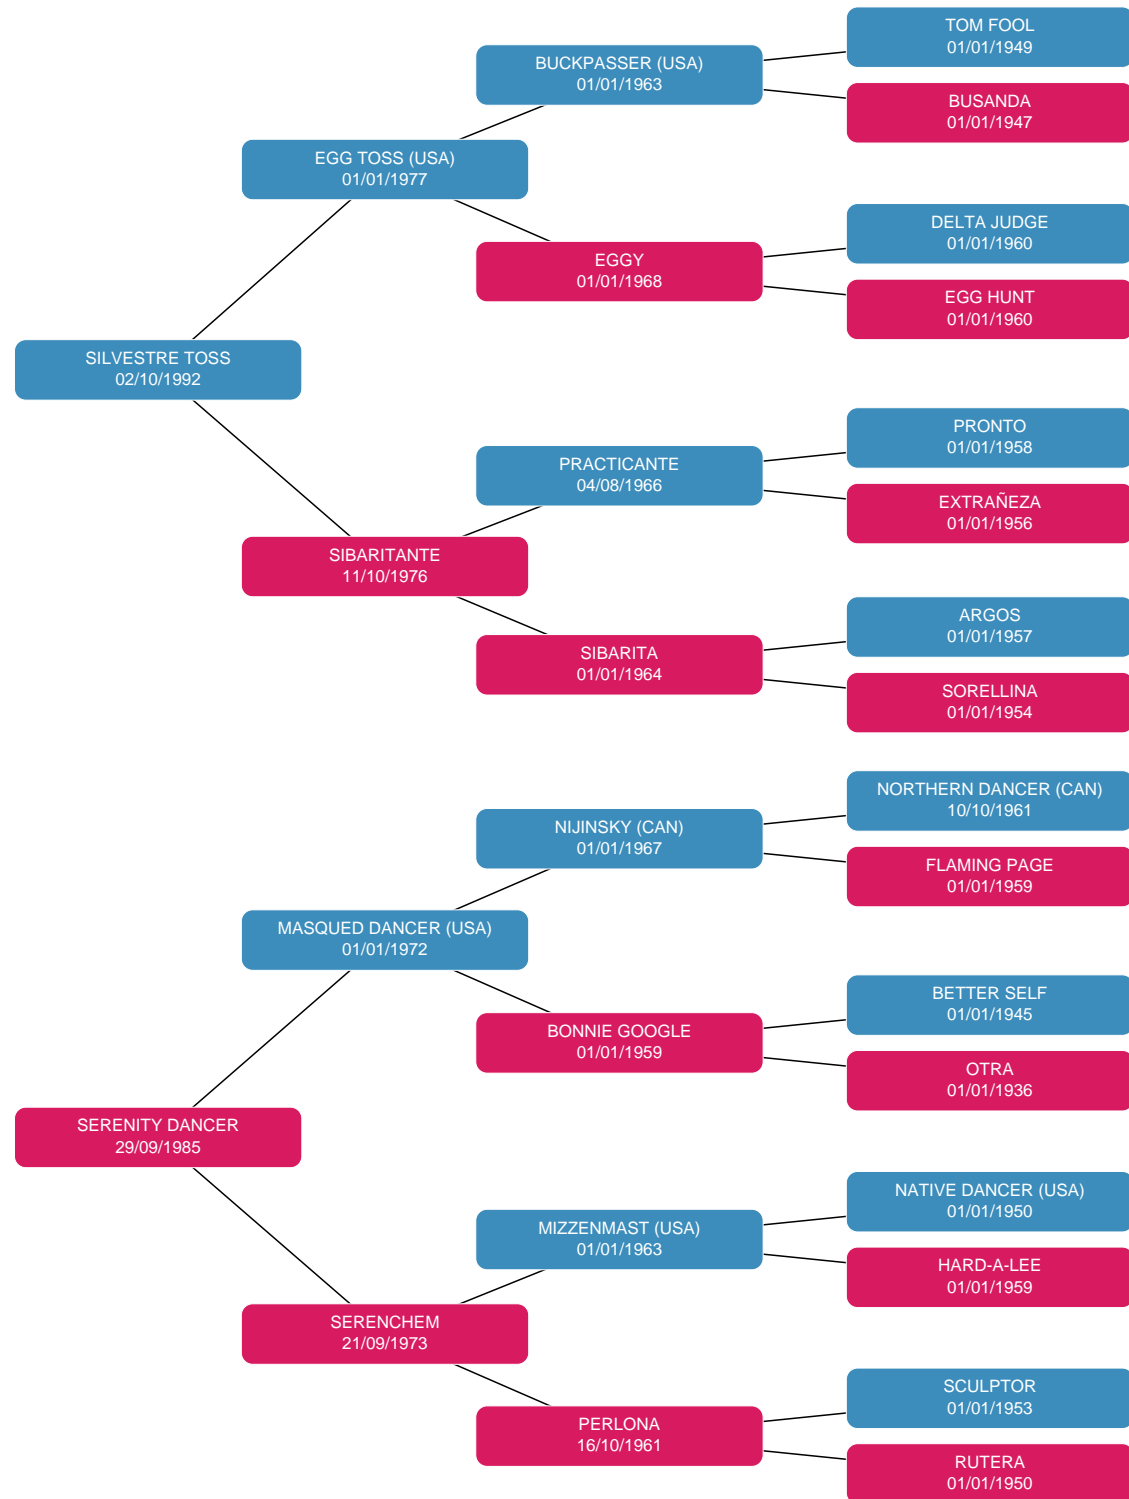 TOM FOOL
01/01/1949
BUCKPASSER (USA)
01/01/1963
BUSANDA
01/01/1947
EGG TOSS (USA)
01/01/1977
DELTA JUDGE
01/01/1960
EGGY
01/01/1968
EGG HUNT
01/01/1960
SILVESTRE TOSS
02/10/1992
PRONTO
01/01/1958
PRACTICANTE
04/08/1966
EXTRAÑEZA
01/01/1956
SIBARITANTE
11/10/1976
ARGOS
01/01/1957
SIBARITA
01/01/1964
SORELLINA
01/01/1954
NORTHERN DANCER (CAN)
10/10/1961
NIJINSKY (CAN)
01/01/1967
FLAMING PAGE
01/01/1959
MASQUED DANCER (USA)
01/01/1972
BETTER SELF
01/01/1945
BONNIE GOOGLE
01/01/1959
OTRA
01/01/1936
SERENITY DANCER
29/09/1985
NATIVE DANCER (USA)
01/01/1950
MIZZENMAST (USA)
01/01/1963
HARD-A-LEE
01/01/1959
SERENCHEM
21/09/1973
SCULPTOR
01/01/1953
PERLONA
16/10/1961
RUTERA
01/01/1950